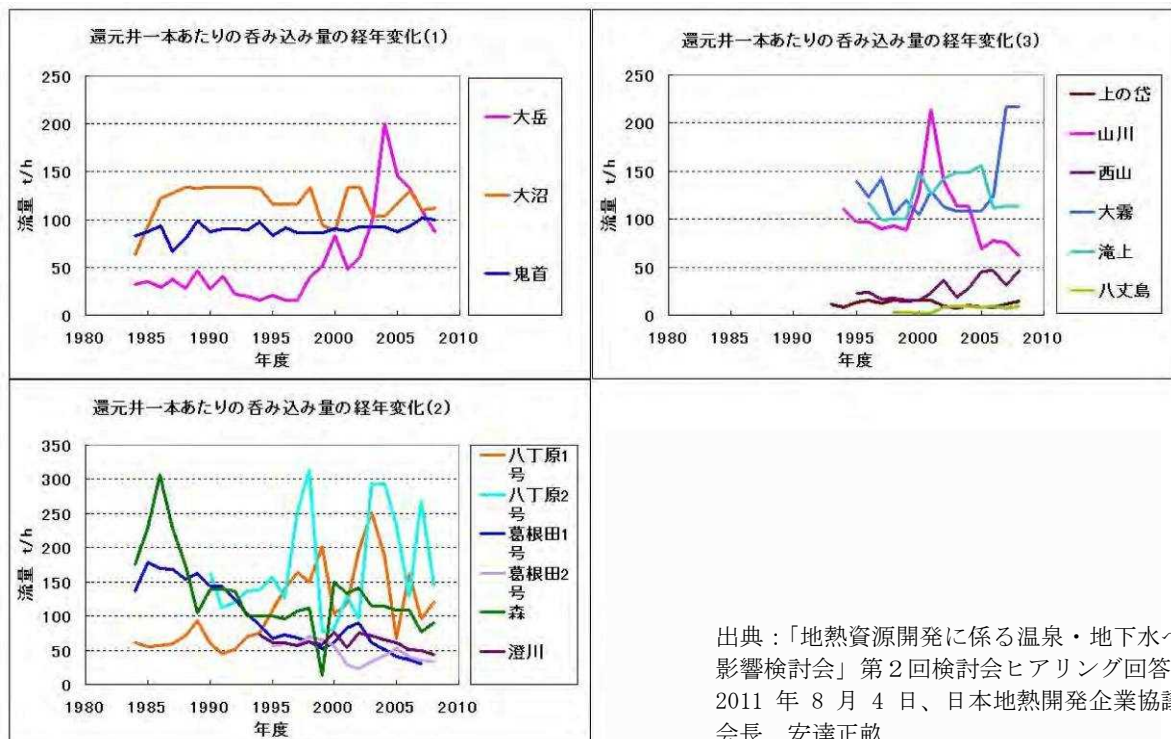 還元井一本あたりの呑み込み量の経年変化(1)
250
200
150
100
50
0
流量 t/h
1980 1985 1990 1995 2000 2005 2010
年度
大岳
大沼
鬼首
還元井一本あたりの呑み込み量の経年変化(3)
250
200
150
100
50
0
流量 t/h
1980 1985 1990 1995 2000 2005 2010
年度
上の岱
山川
西山
大霧
滝上
八丈島
還元井一本あたりの呑み込み量の経年変化(2)
350
300
250
200
150
100
50
0
流量 t/h
1980 1985 1990 1995 2000 2005 2010
年度
八丁原1
号
八丁原2
号
葛根田1
号
葛根田2
号
森
澄川
出典:「地熱資源開発に係る温泉・地下水へ
影響検討会」第2回検討会ヒアリング回答
2011 年 8 月 4 日、日本地熱開発企業協議
会長 安達正畝